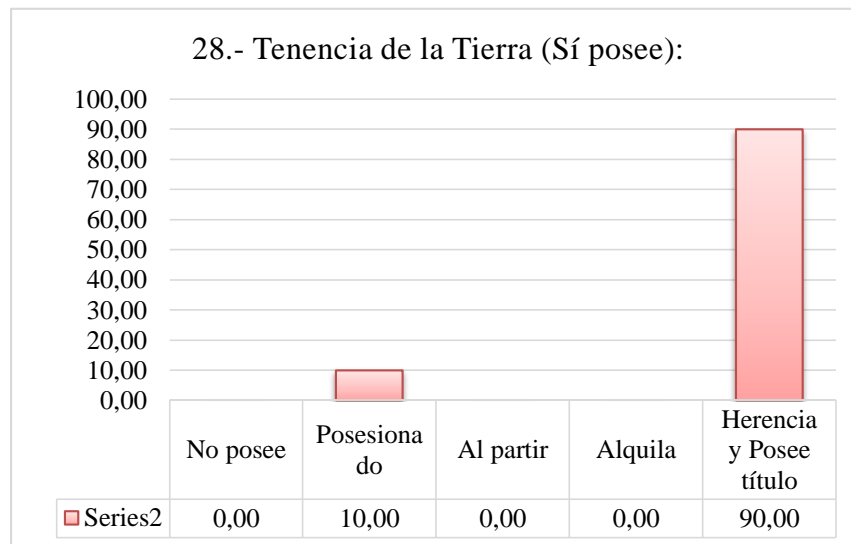 28.- Tenencia de la Tierra (Sí posee):
100,00
90,00
80,00
70,00
60,00
50,00
40,00
30,00
20,00
10,00
0,00
No posee
Posesiona
do
Al partir
Alquila
Herencia
y Posee
título
Series2 0,00 10,00 0,00 0,00 90,00